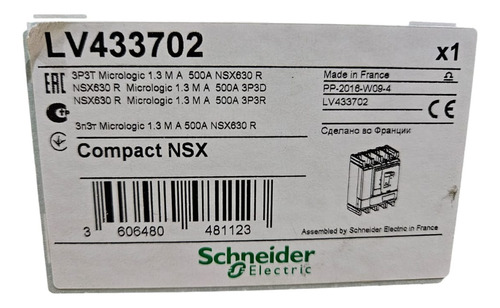 LV433702
x1
3P3T Micrologic 1.3 M A 500A NSX630 R
NSX630 R Micrologic 1.3 M A 500A 3P3D
NSX630 R Micrologic 1.3 M A 500A 3P3R
3пЗт Micrologic 1.3 M A 500A NSX630 R
EAC
Made in France
PP-2016-W09-4
LV433702
CE
Сделано во Франции
Compact NSX
3 606480 481123
Assembled by Schneider Electric in France
Schneider
Electric